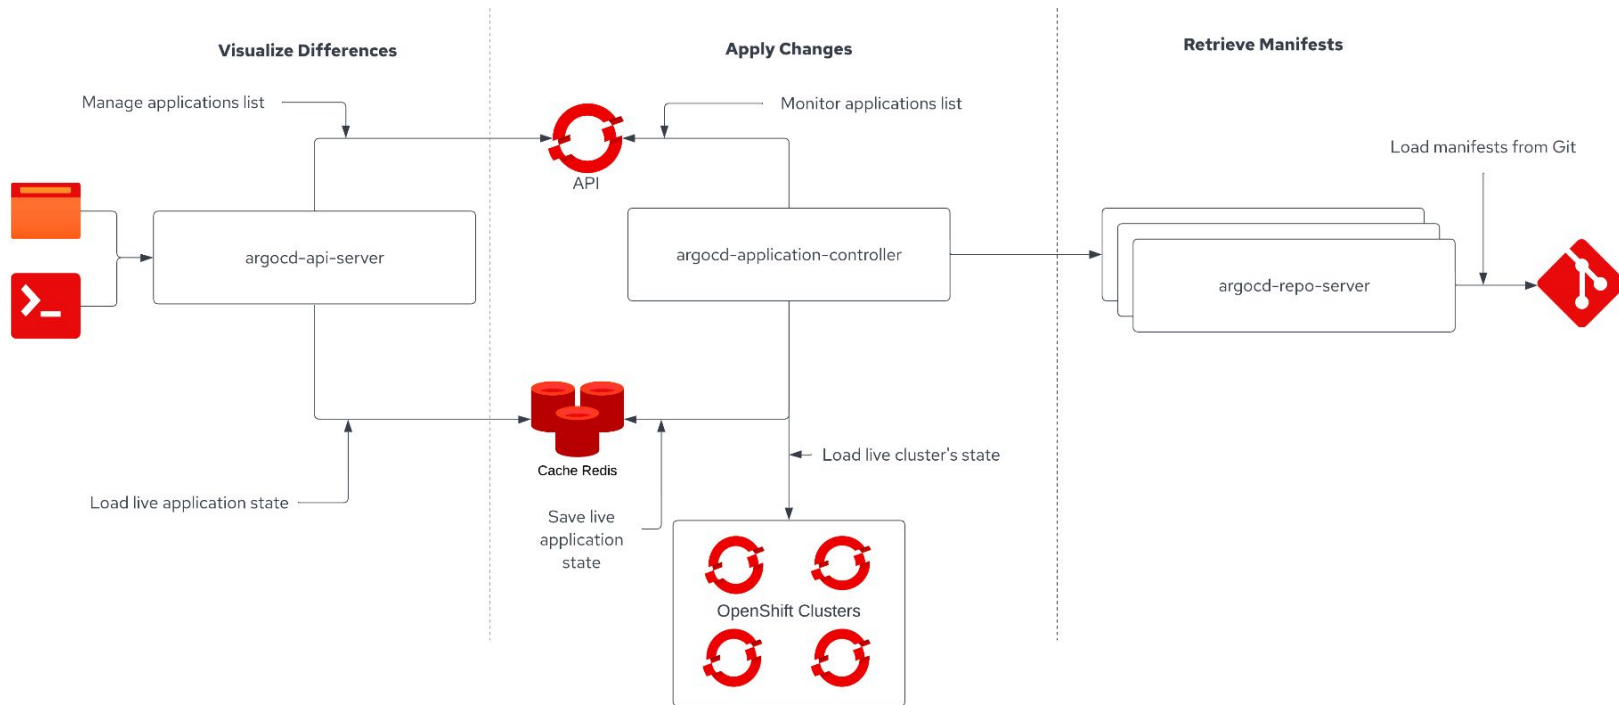 Visualize Differences
Apply Changes
Retrieve Manifests
Manage applications list
Monitor applications list
Load manifests from Git
API
argocd-api-server
argocd-application-controller
argocd-repo-server
Cache Redis
Load live cluster's state
Load live application state
Save live
application
state
OpenShift Clusters